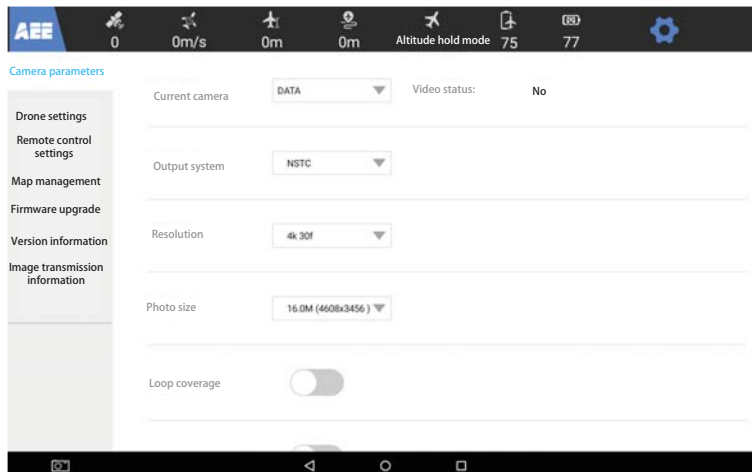 AEE
0
0m/s
0m
0m
Altitude hold mode
75
77
Camera parameters
Drone settings
Remote control
settings
Map management
Firmware upgrade
Version information
Image transmission
information
Current camera
DATA
Video status:
No
Output system
NSTC
Resolution
4k 30f
Photo size
16.0M (4608x3456 )
Loop coverage